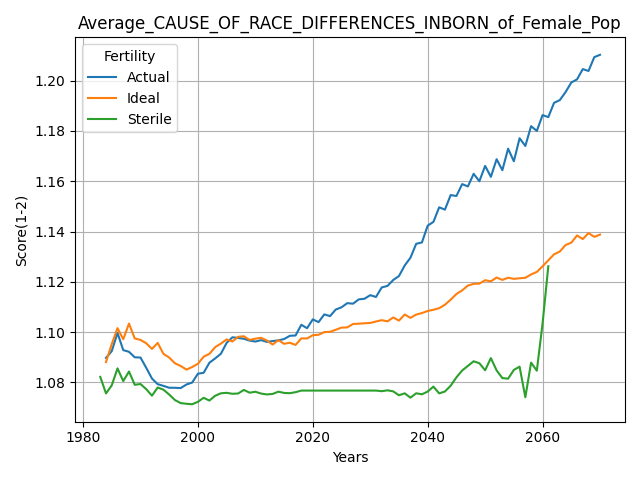 Average_CAUSE_OF_RACE_DIFFERENCES_INBORN_of_Female_Pop
Fertility
Actual
Ideal
Sterile
Score(1-2)
1.20
1.18
1.16
1.14
1.12
1.10
1.08
1980
2000
2020
2040
2060
Years